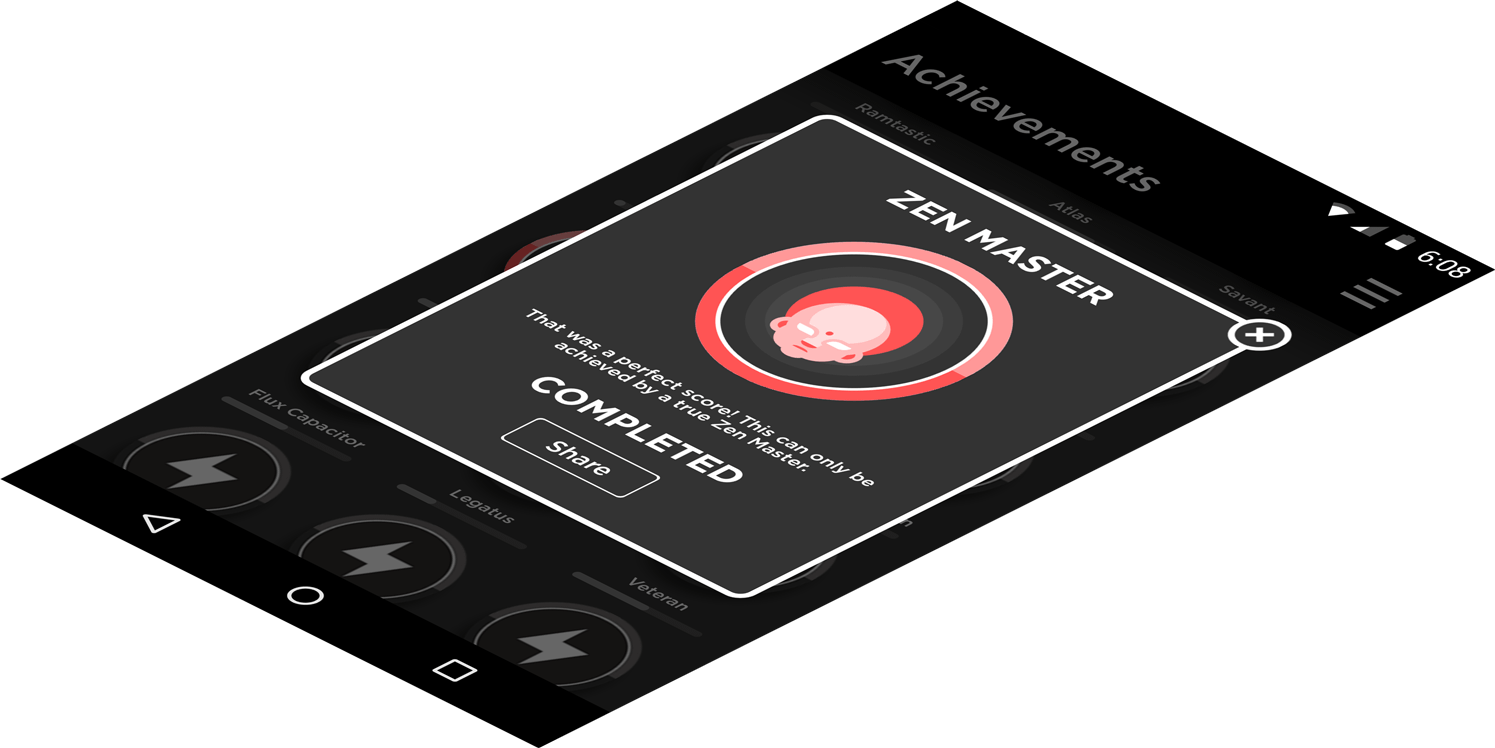 6:08
Achievements
Ramtastic
Atlas
Savant
ZEN MASTER
That was a perfect score! This can only be
achieved by a true Zen Master.
COMPLETED
Share
Flux Capacitor
Legatus
Veteran